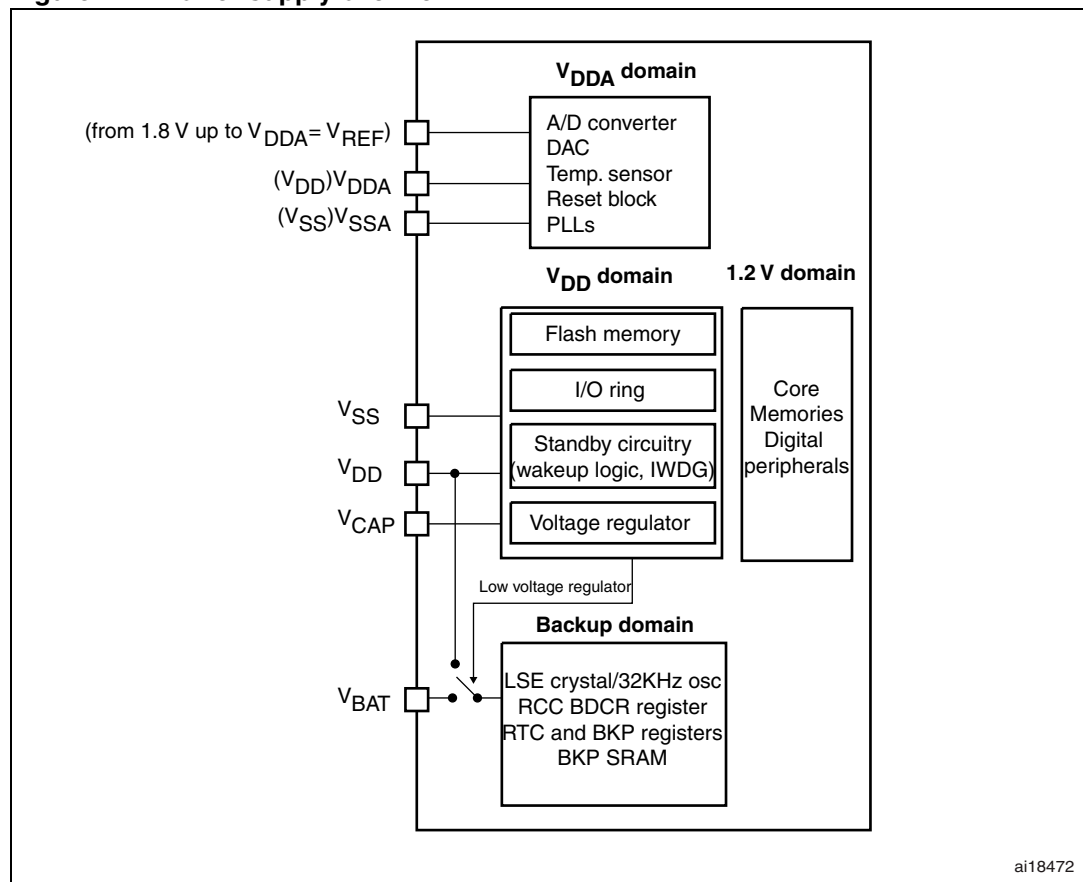 VDDA domain
(from 1.8 V up to VDDA= VREF)
(VDD)VDDA
(VSS)VSSA
A/D converter
DAC
Temp. sensor
Reset block
PLLs
VDD domain
1.2 V domain
Flash memory
I/O ring
Standby circuitry
(wakeup logic, IWDG)
Voltage regulator
Core
Memories
Digital
peripherals
VSS
VDD
VCAP
Low voltage regulator
Backup domain
VBAT
LSE crystal/32KHz osc
RCC BDCR register
RTC and BKP registers
BKP SRAM
ai18472